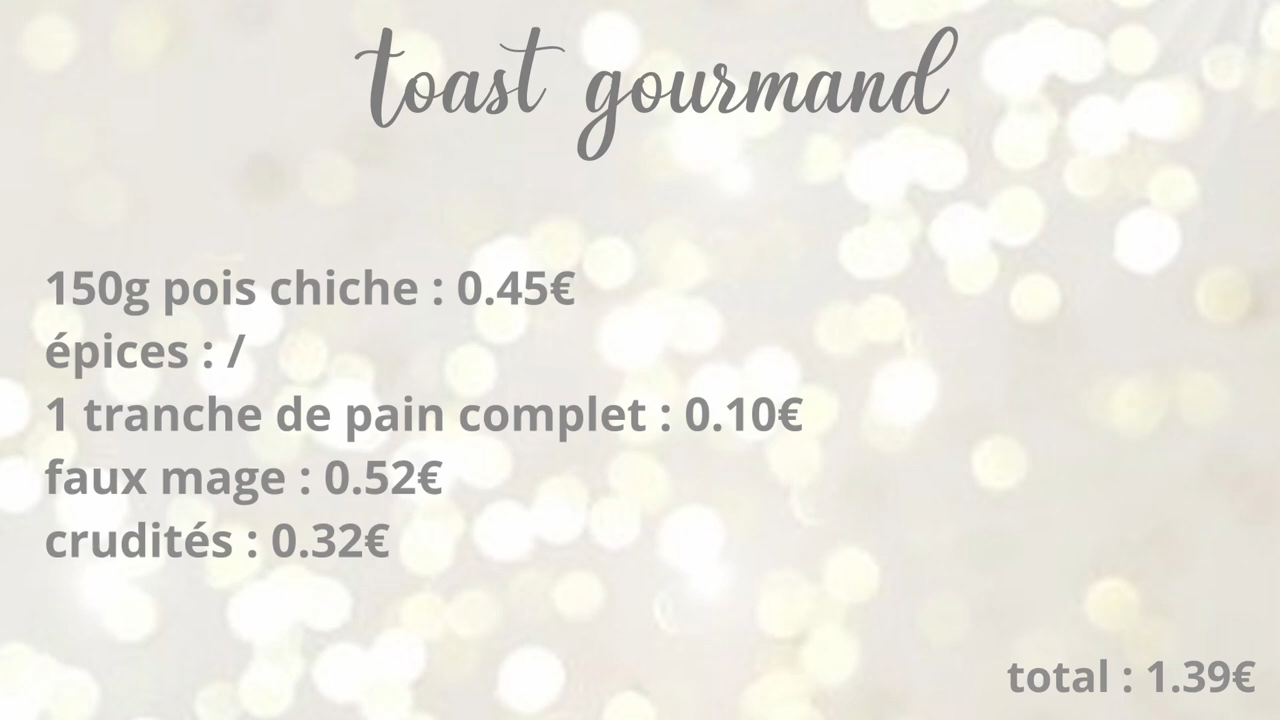 toast gourmand
150g pois chiche : 0.45€
épices : /
1 tranche de pain complet : 0.10€
faux mage : 0.52€
crudités : 0.32€
total : 1.39€